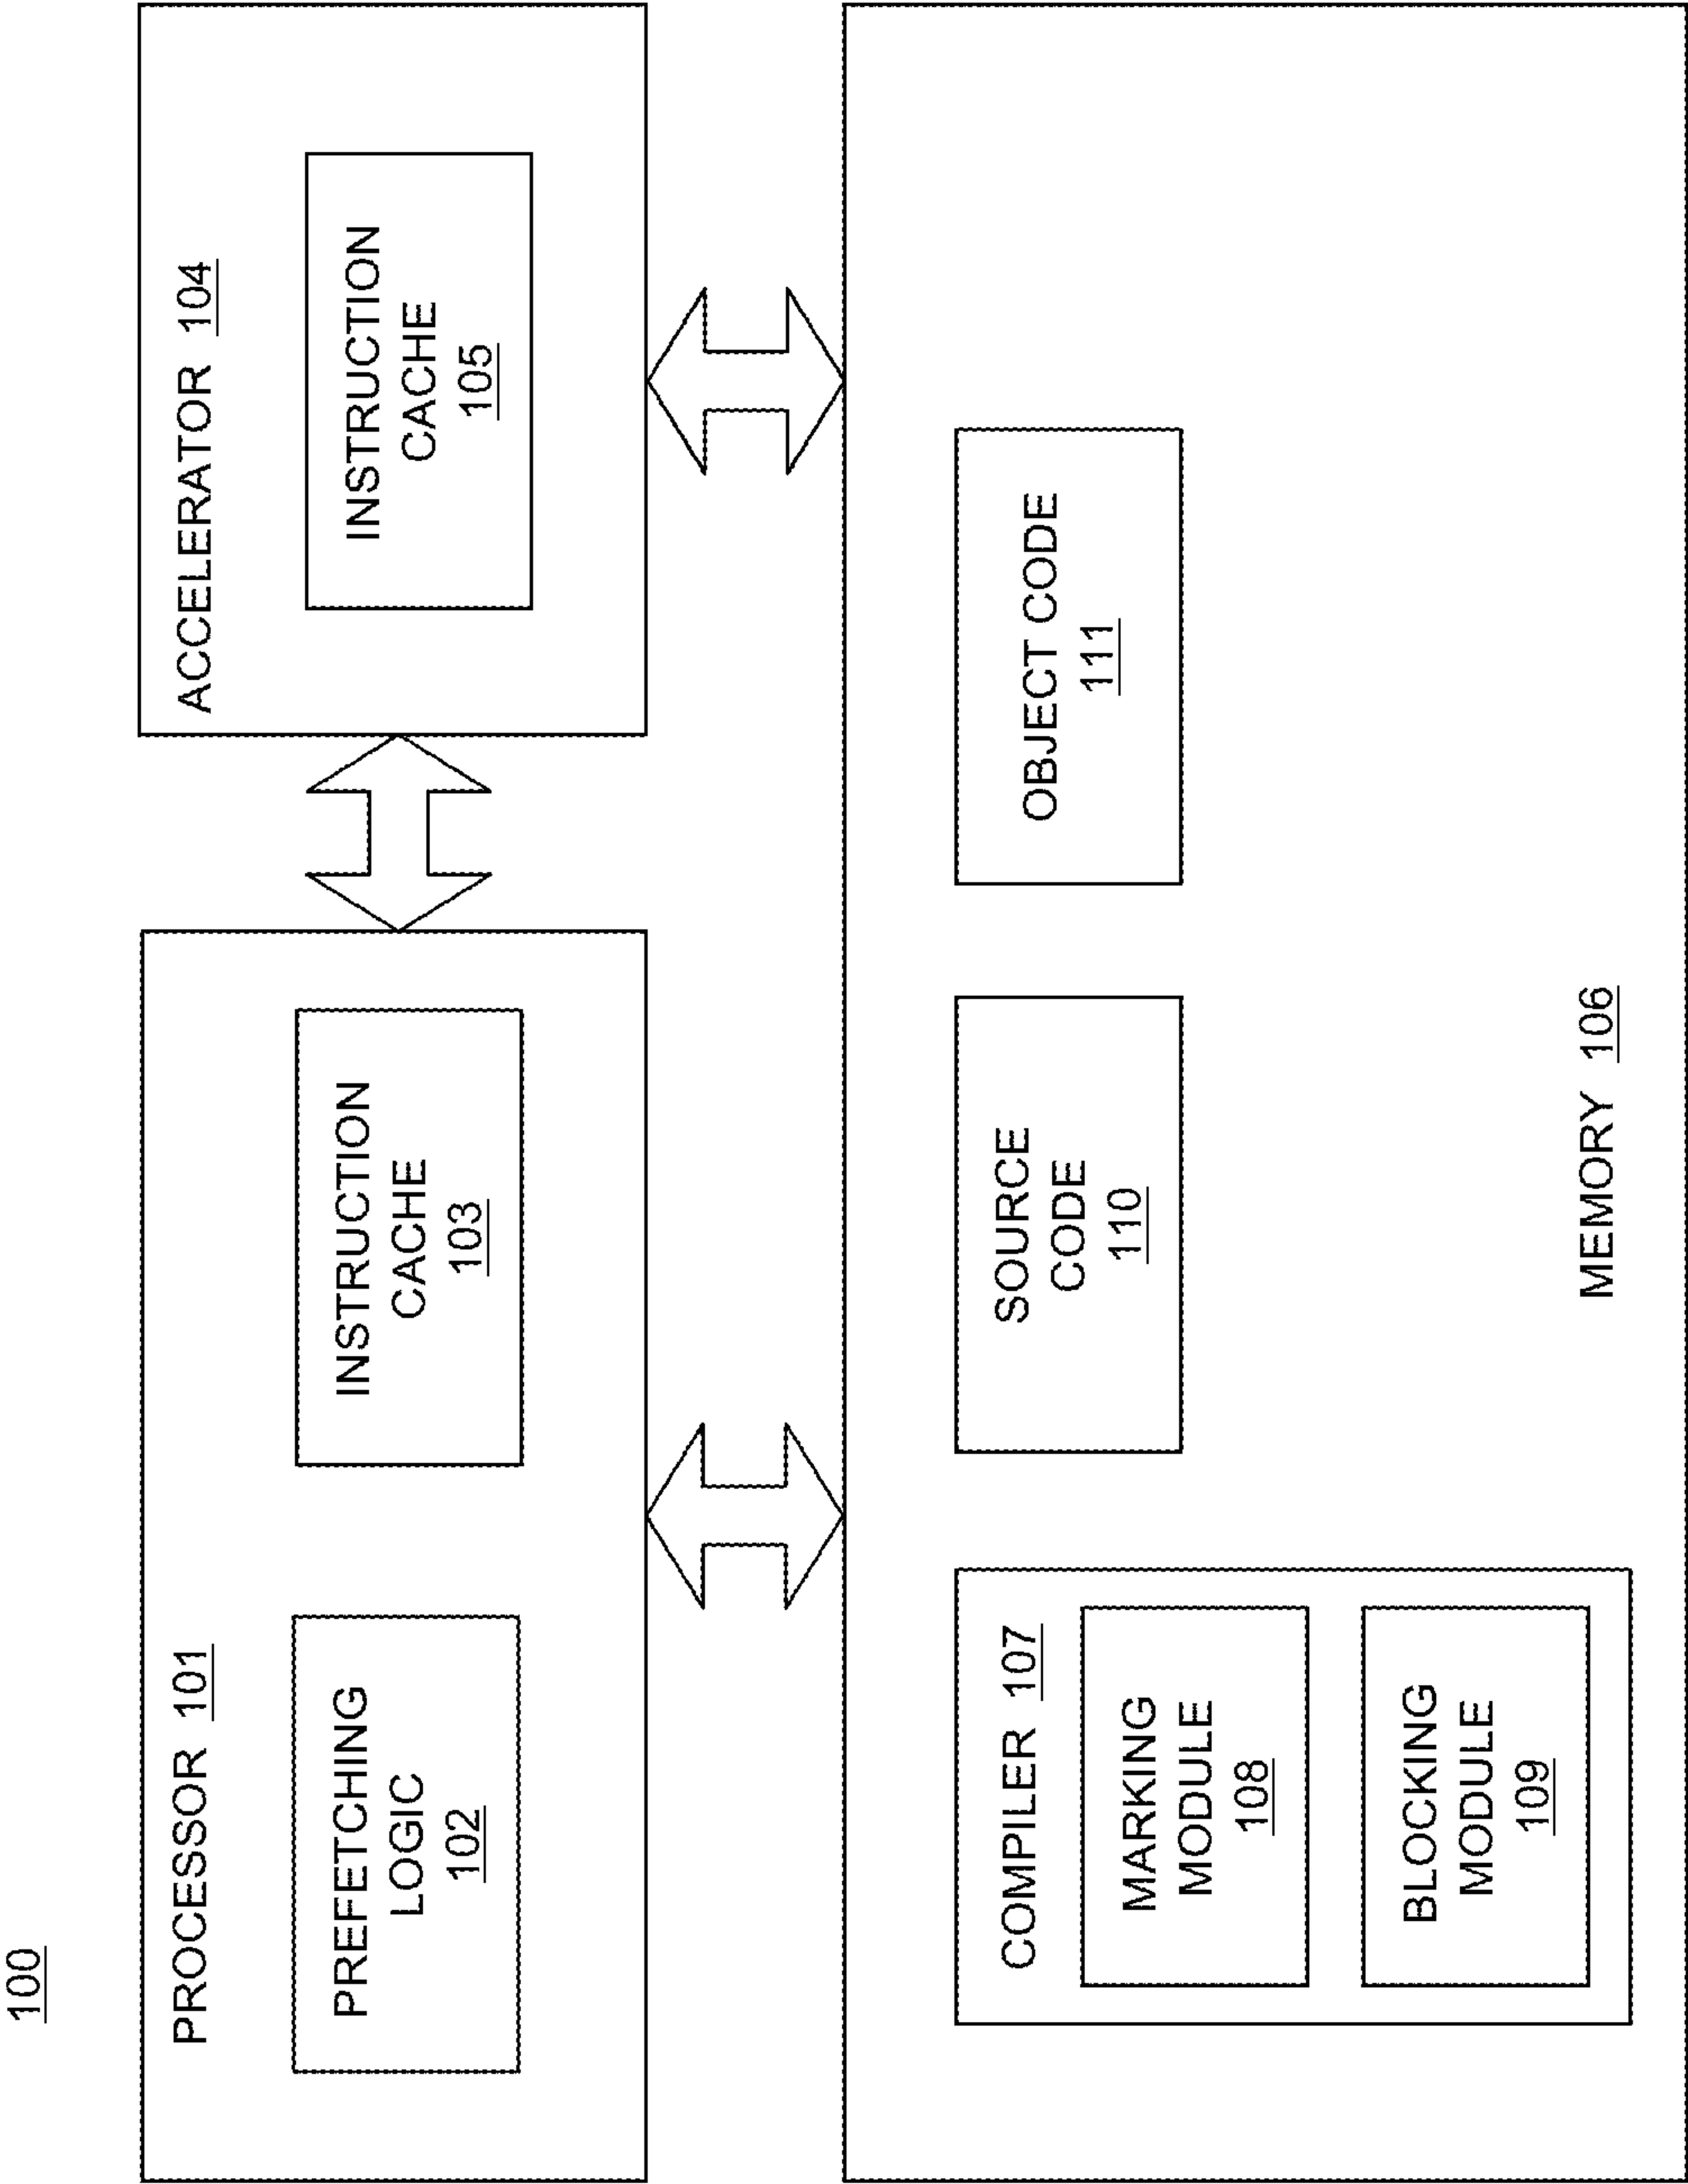 100
PROCESSOR 101
PREFETCHING
LOGIC
102
INSTRUCTION
CACHE
103
ACCELERATOR 104
INSTRUCTION
CACHE
105
COMPILER 107
MARKING
MODULE
108
BLOCKING
MODULE
109
SOURCE
CODE
110
OBJECT CODE
111
MEMORY 106